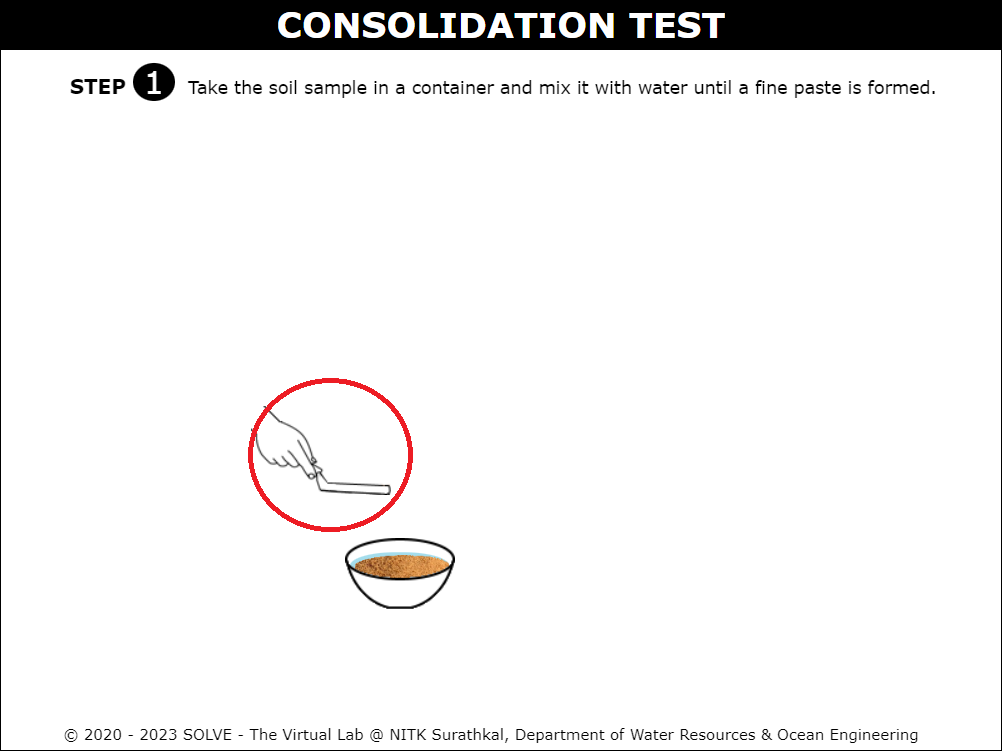 CONSOLIDATION TEST
STEP 1 Take the soil sample in a container and mix it with water until a fine paste is formed.
© 2020 - 2023 SOLVE - The Virtual Lab @ NITK Surathkal, Department of Water Resources & Ocean Engineering